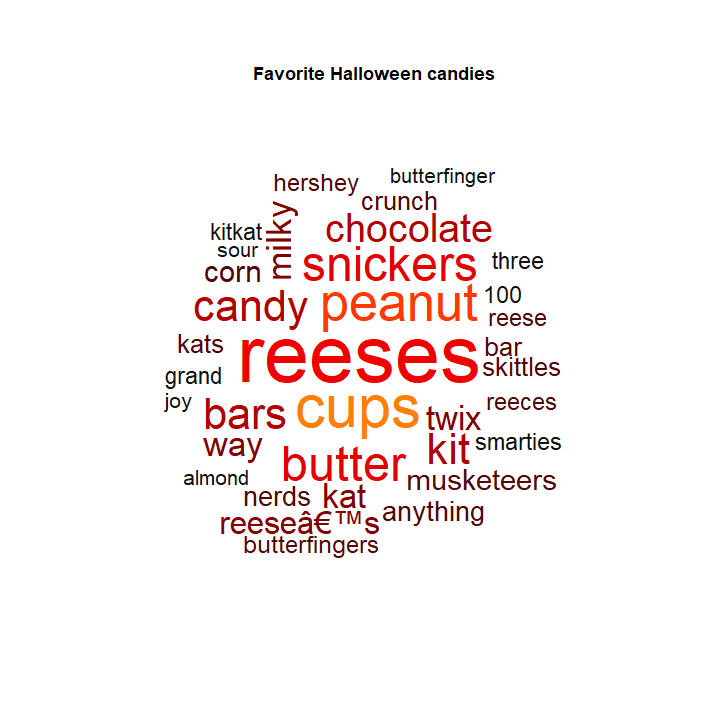 Favorite Halloween candies
butterfinger
hershey
crunch
milky
chocolate
kitkat
sour
snickers
three
corn
candy
peanut
100
reese
kats
reeses
bar
skittles
grand
joy
bars
cups
twix
reeces
way
kit
smarties
butter
almond
musketeers
nerds
kat
anything
reeseâ€™s
butterfingers